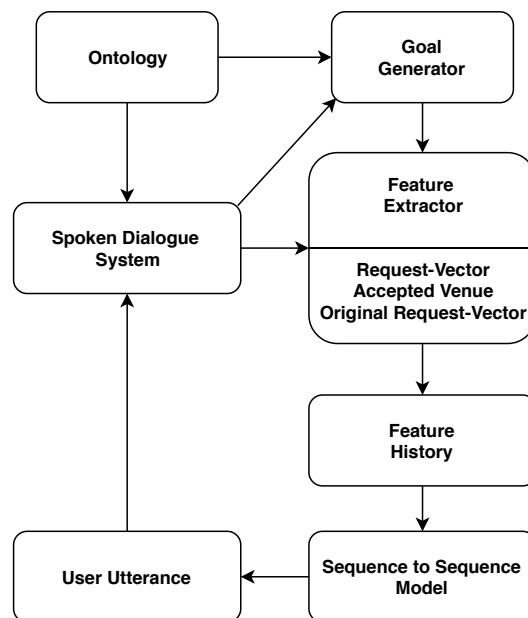 Ontology
Goal
Generator
Feature
Extractor
Spoken Dialogue
System
Request-Vector
Accepted Venue
Original Request-Vector
Feature
History
User Utterance
Sequence to Sequence
Model